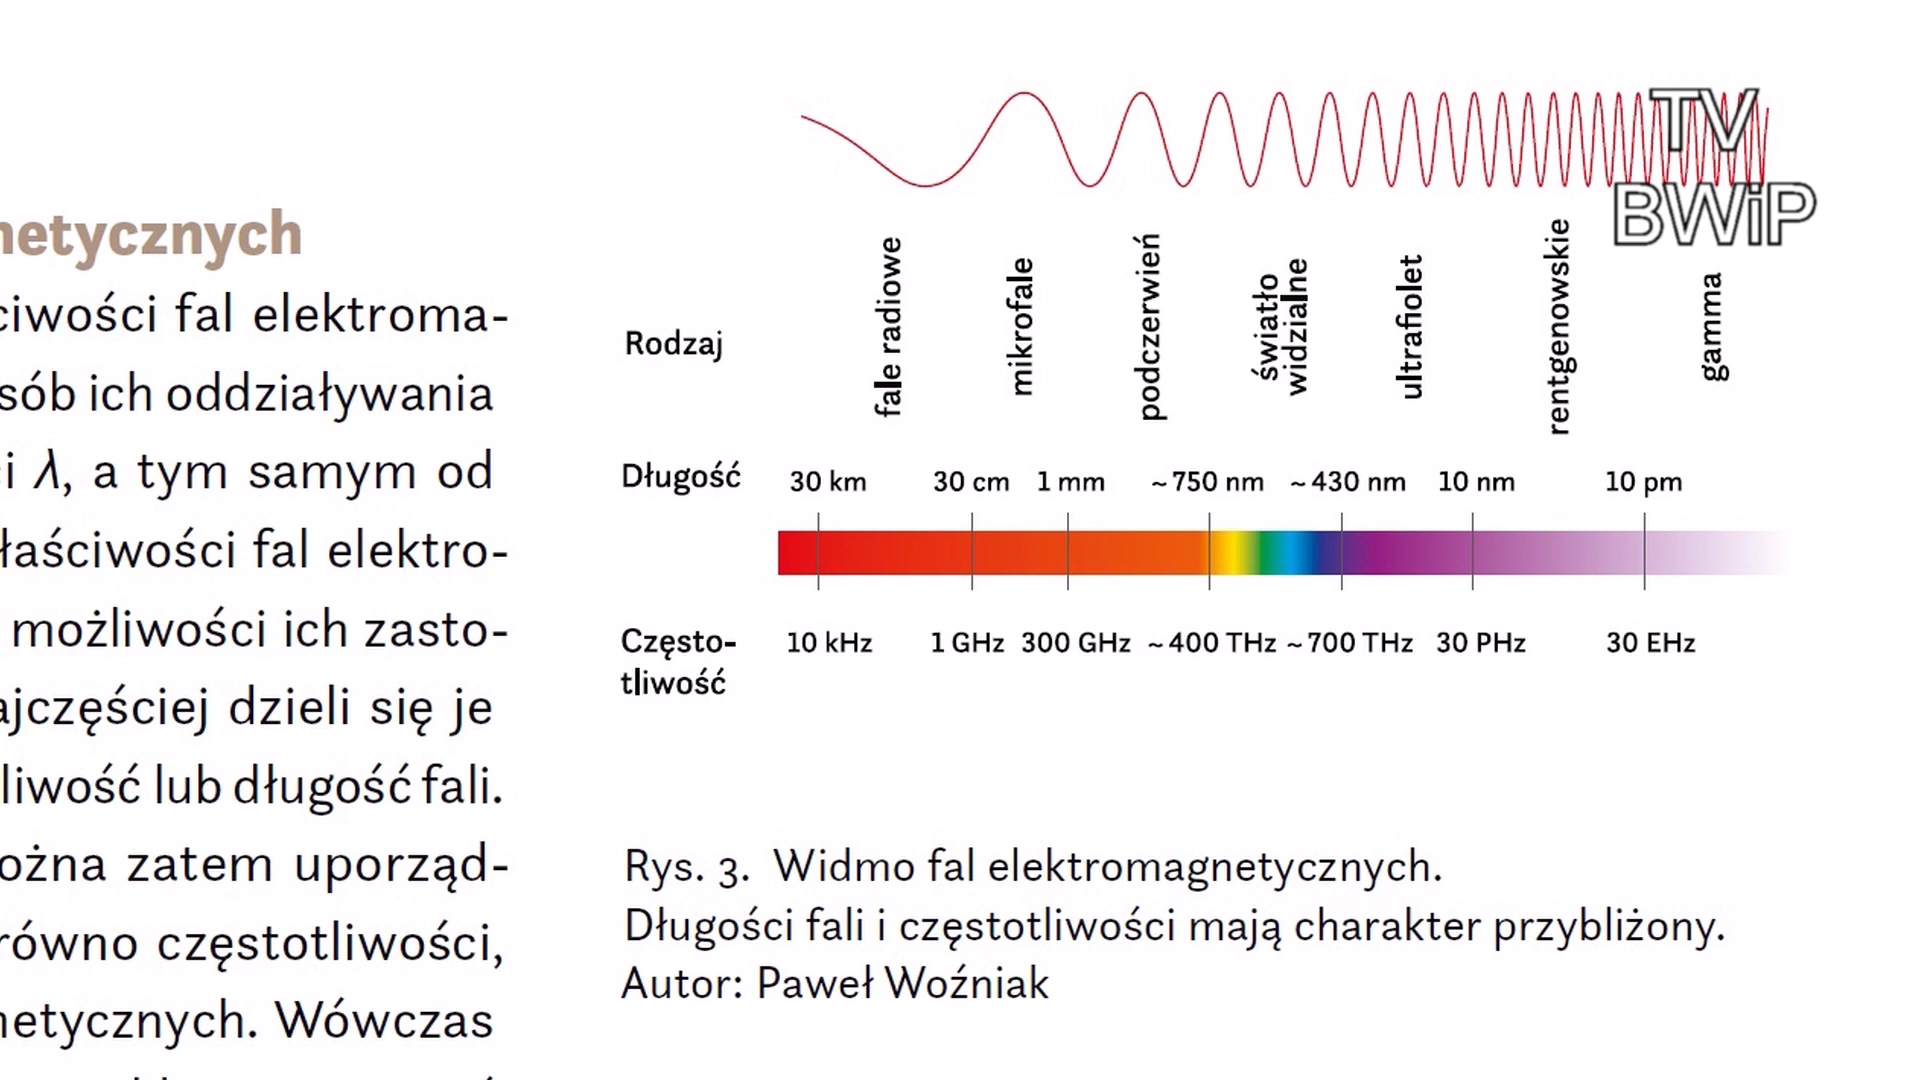 netycznych
ciwości fal elektroma-
sób ich oddziaływania
i λ, a tym samym od
łaściwości fal elektro-
możliwości ich zasto-
ajczęściej dzieli się je
liwość lub długość fali.
ożna zatem uporząd-
równo częstotliwości,
netycznych. Wówczas
TV
BWiP
Rodzaj
fale radiowe
mikrofale
podczerwień
światło
widzialne
ultrafiolet
rentgenowskie
gamma
Długość 30 km 30 cm 1 mm ~750 nm ~430 nm 10 nm 10 pm
Często- 10 kHz 1 GHz 300 GHz ~400 THz ~700 THz 30 PHz 30 EHz
tliwość
Rys. 3. Widmo fal elektromagnetycznych.
Długości fali i częstotliwości mają charakter przybliżony.
Autor: Paweł Woźniak